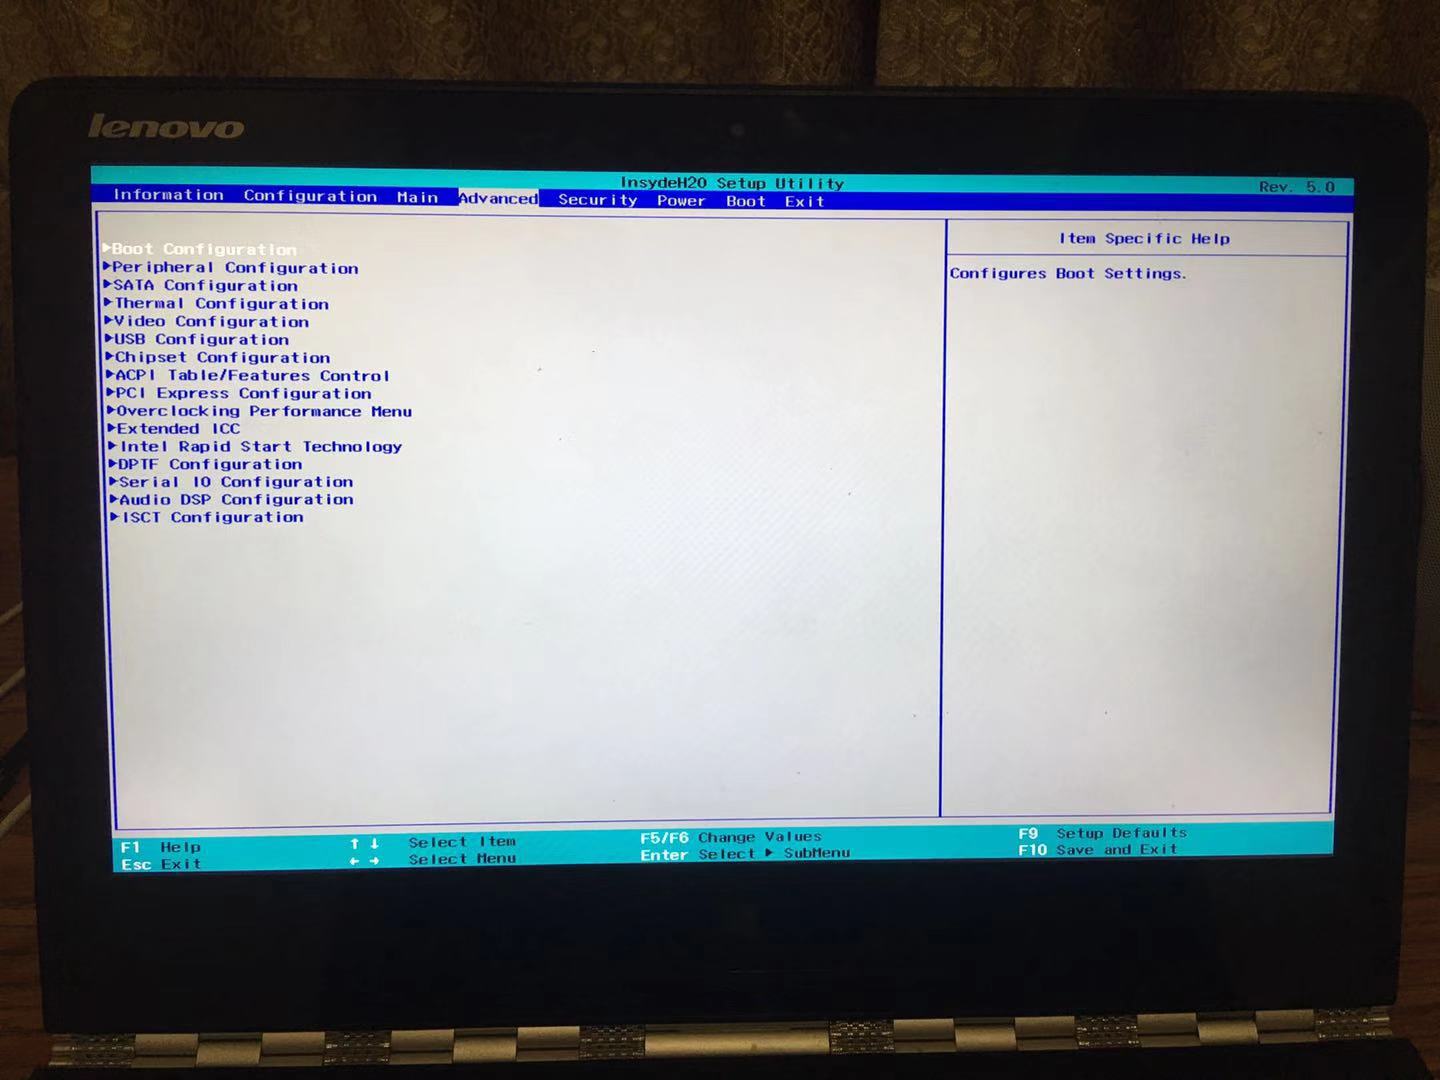 lenovo
InsydeH20 Setup Utility Rev. 5.0
Information Configuration Main Advanced Security Power Boot Exit
▶Boot Configuration
▶Peripheral Configuration
▶SATA Configuration
▶Thermal Configuration
▶Video Configuration
▶USB Configuration
▶Chipset Configuration
▶ACPI Table/Features Control
▶PCI Express Configuration
▶Overclocking Performance Menu
▶Extended ICC
▶Intel Rapid Start Technology
▶DPTF Configuration
▶Serial IO Configuration
▶Audio DSP Configuration
▶ISCT Configuration
Item Specific Help
Configures Boot Settings.
F1 Help ↑ ↓ Select Item F5/F6 Change Values F9 Setup Defaults
Esc Exit ← → Select Menu Enter Select ▶ SubMenu F10 Save and Exit